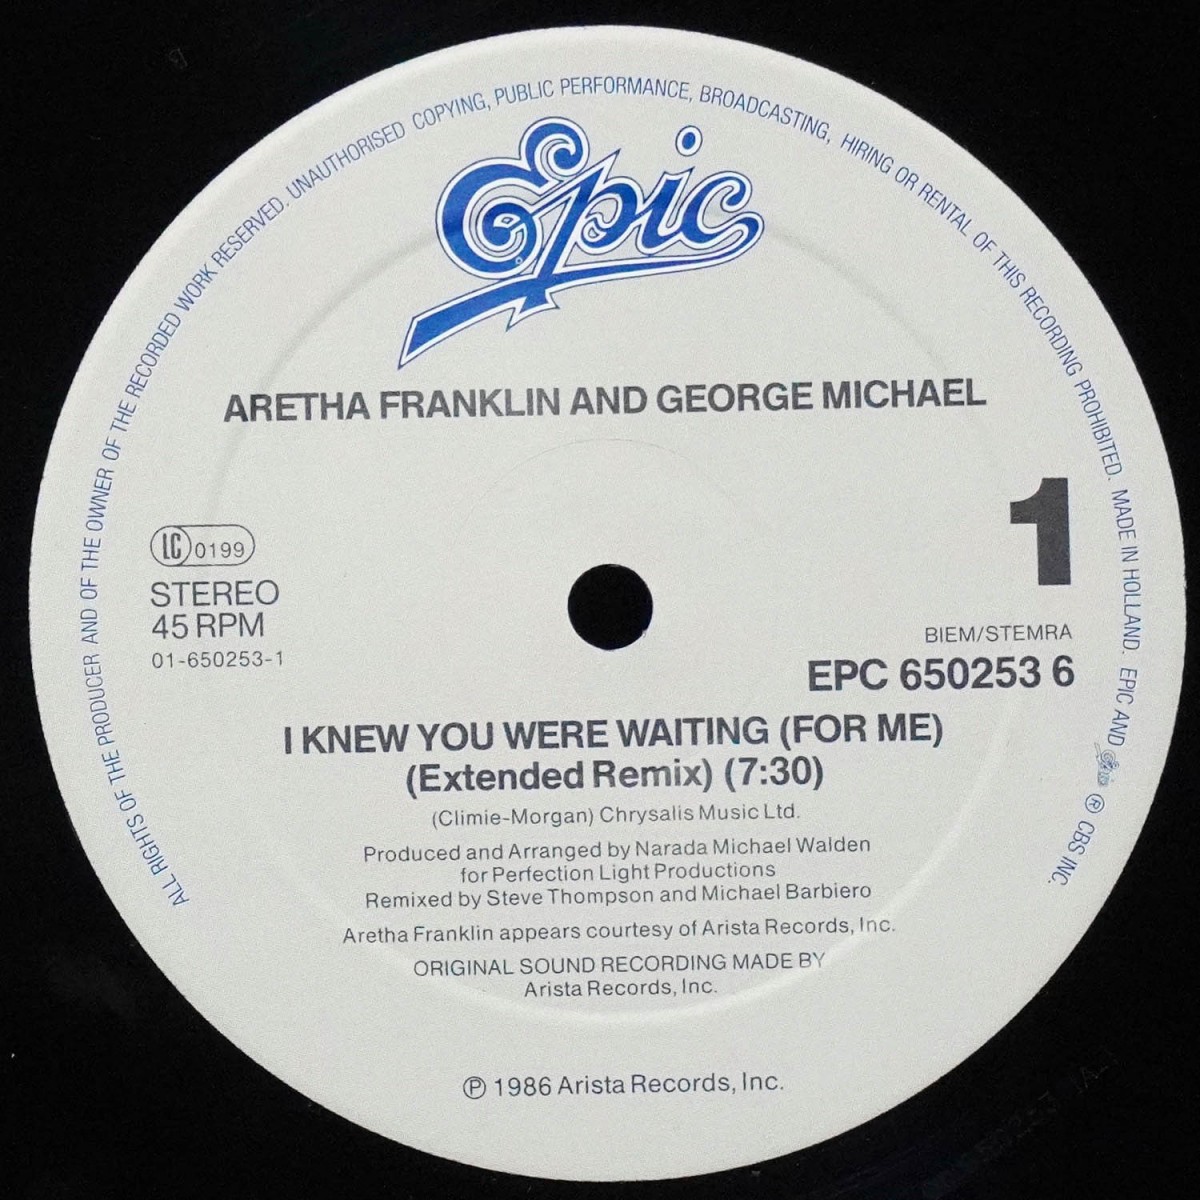 ALL RIGHTS OF THE PRODUCER AND OF THE OWNER OF THE RECORDED WORK RESERVED. UNAUTHORISED COPYING, PUBLIC PERFORMANCE, BROADCASTING, HIRING OR RENTAL OF THIS RECORDING PROHIBITED. MADE IN HOLLAND. EPIC AND Epic ® CBS INC.
Epic
ARETHA FRANKLIN AND GEORGE MICHAEL
1
LC 0199
STEREO
45 RPM
01-650253-1
BIEM/STEMRA
EPC 650253 6
I KNEW YOU WERE WAITING (FOR ME)
(Extended Remix) (7:30)
(Climie-Morgan) Chrysalis Music Ltd.
Produced and Arranged by Narada Michael Walden
for Perfection Light Productions
Remixed by Steve Thompson and Michael Barbiero
Aretha Franklin appears courtesy of Arista Records, Inc.
ORIGINAL SOUND RECORDING MADE BY
Arista Records, Inc.
℗ 1986 Arista Records, Inc.